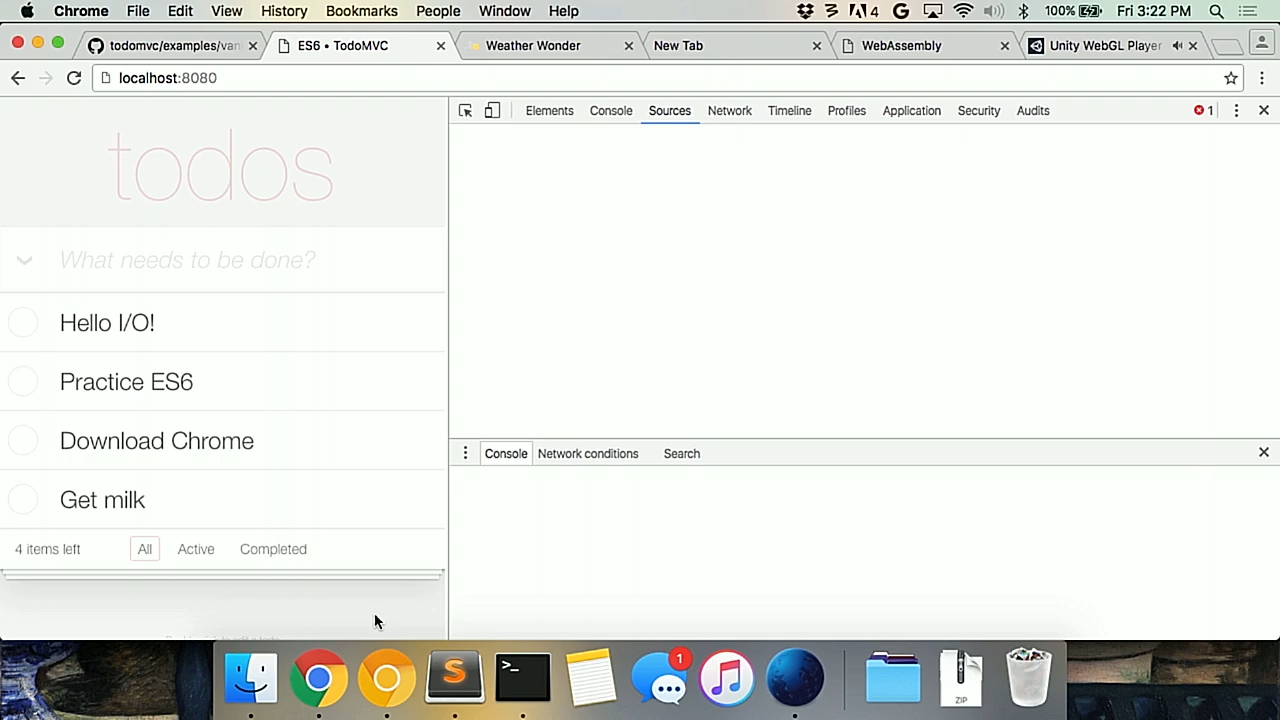 Chrome File Edit View History Bookmarks People Window Help 4 100% Fri 3:22 PM
todomvc/examples/van ES6 • TodoMVC Weather Wonder New Tab WebAssembly Unity WebGL Player
localhost:8080
Elements Console Sources Network Timeline Profiles Application Security Audits 1
todos
What needs to be done?
Hello I/O!
Practice ES6
Download Chrome
Get milk
4 items left All Active Completed
Console Network conditions Search
1
ZIP